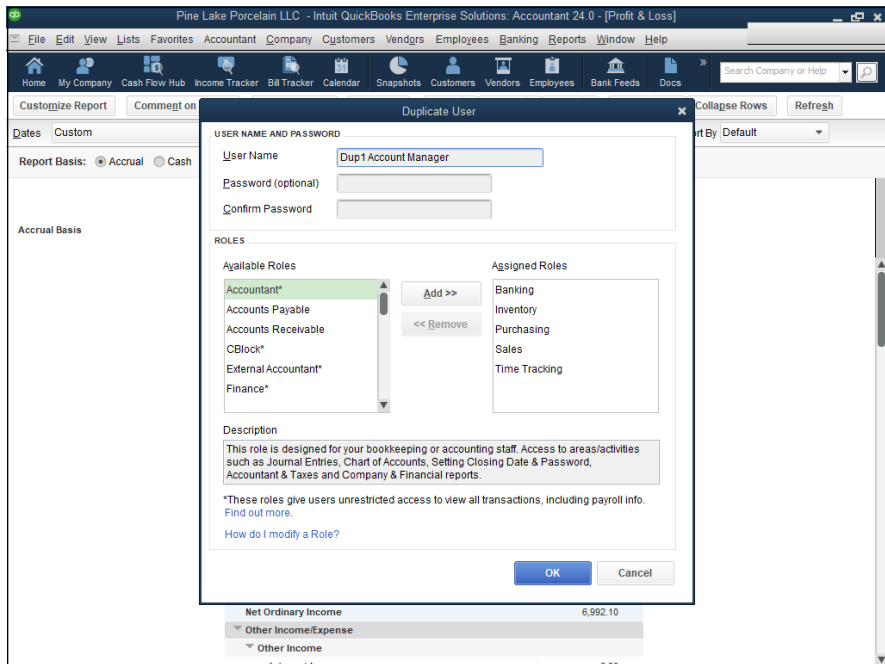 qb Pine Lake Porcelain LLC - Intuit QuickBooks Enterprise Solutions: Accountant 24.0 - [Profit & Loss]
File Edit View Lists Favorites Accountant Company Customers Vendors Employees Banking Reports Window Help
Home My Company Cash Flow Hub Income Tracker Bill Tracker Calendar Snapshots Customers Vendors Employees Bank Feeds Docs » Search Company or Help
Customize Report Comment on Collapse Rows Refresh
Duplicate User
Dates Custom rt By Default
USER NAME AND PASSWORD
Report Basis: Accrual Cash
User Name Dup1 Account Manager
Password (optional)
Confirm Password
Accrual Basis
ROLES
Available Roles Assigned Roles
Accountant* Add >> Banking
Accounts Payable Inventory
Accounts Receivable << Remove Purchasing
CBlock* Sales
External Accountant* Time Tracking
Finance*
Description
This role is designed for your bookkeeping or accounting staff. Access to areas/activities
such as Journal Entries, Chart of Accounts, Setting Closing Date & Password,
Accountant & Taxes and Company & Financial reports.
*These roles give users unrestricted access to view all transactions, including payroll info.
Find out more.
How do I modify a Role?
OK Cancel
Net Ordinary Income 6,992.10
Other Income/Expense
Other Income